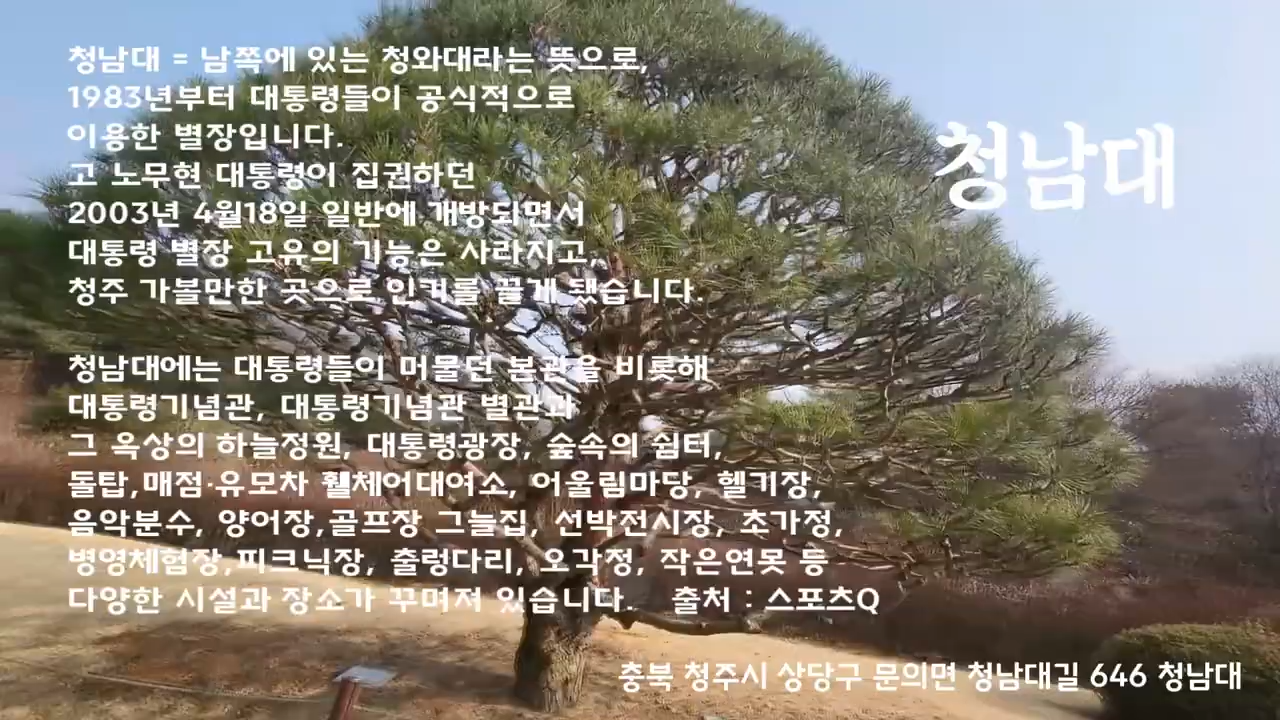 청남대 = 남쪽에 있는 청와대라는 뜻으로,
1983년부터 대통령들이 공식적으로
이용한 별장입니다.
고 노무현 대통령이 집권하던
2003년 4월18일 일반에 개방되면서
대통령 별장 고유의 기능은 사라지고,
청주 가볼만한 곳으로 인기를 끌게 됐습니다.
청남대에는 대통령들이 머물던 본관을 비롯해
대통령기념관, 대통령기념관 별관과
그 옥상의 하늘정원, 대통령광장, 숲속의 쉼터,
돌탑,매점·유모차 휄체어대여소, 어울림마당, 헬기장,
음악분수, 양어장,골프장 그늘집, 선박전시장, 초가정,
병영체험장,피크닉장, 출렁다리, 오각정, 작은연못 등
다양한 시설과 장소가 꾸며져 있습니다. 출처 : 스포츠Q
청남대
충북 청주시 상당구 문의면 청남대길 646 청남대